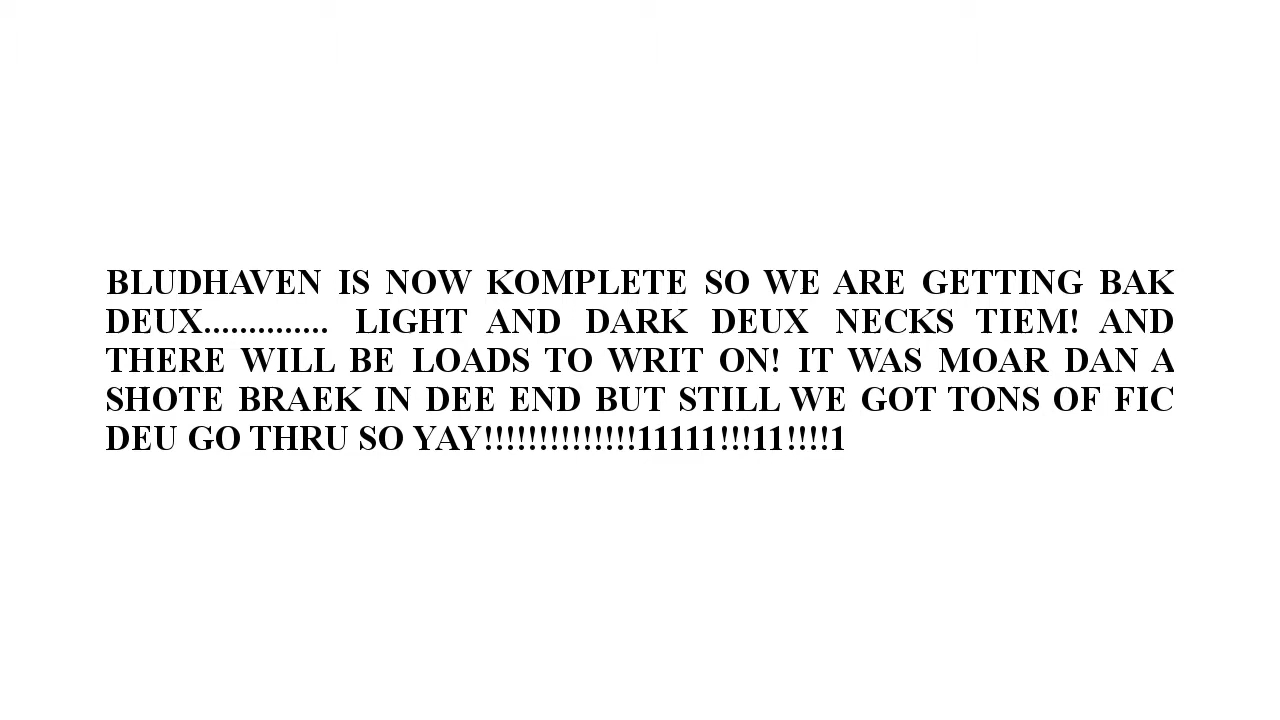 BLUDHAVEN IS NOW KOMPLETE SO WE ARE GETTING BAK
DEUX.............. LIGHT AND DARK DEUX NECKS TIEM! AND
THERE WILL BE LOADS TO WRIT ON! IT WAS MOAR DAN A
SHOTE BRAEK IN DEE END BUT STILL WE GOT TONS OF FIC
DEU GO THRU SO YAY!!!!!!!!!!!!!!11111!!!11!!!!1